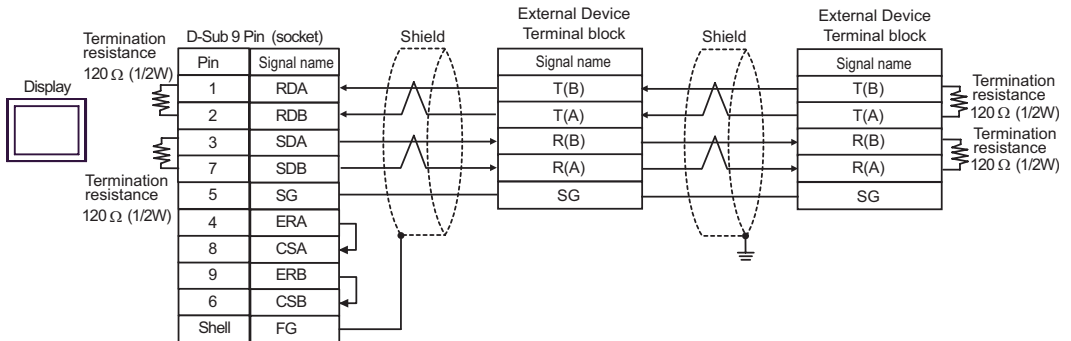 Display
Termination
resistance
120 Ω (1/2W)
Termination
resistance
120 Ω (1/2W)
D-Sub 9 Pin (socket)
Pin Signal name
1 RDA
2 RDB
3 SDA
7 SDB
5 SG
4 ERA
8 CSA
9 ERB
6 CSB
Shell FG
Shield
External Device
Terminal block
Signal name
T(B)
T(A)
R(B)
R(A)
SG
Shield
External Device
Terminal block
Signal name
T(B)
T(A)
R(B)
R(A)
SG
Termination
resistance
120 Ω (1/2W)
Termination
resistance
120 Ω (1/2W)